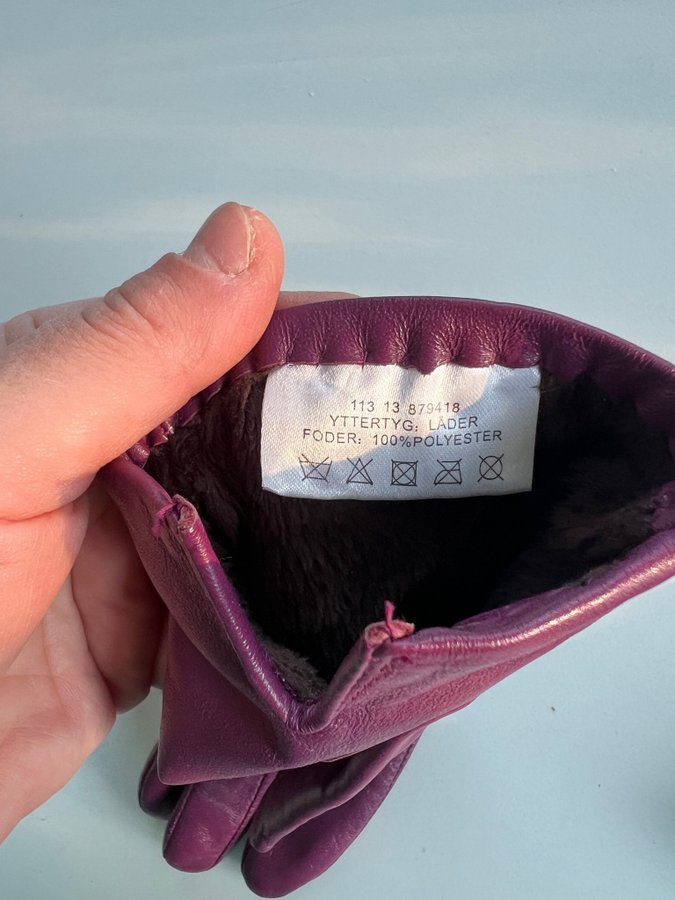 113 13 879418
YTTERTYG: LÄDER
FODER: 100%POLYESTER